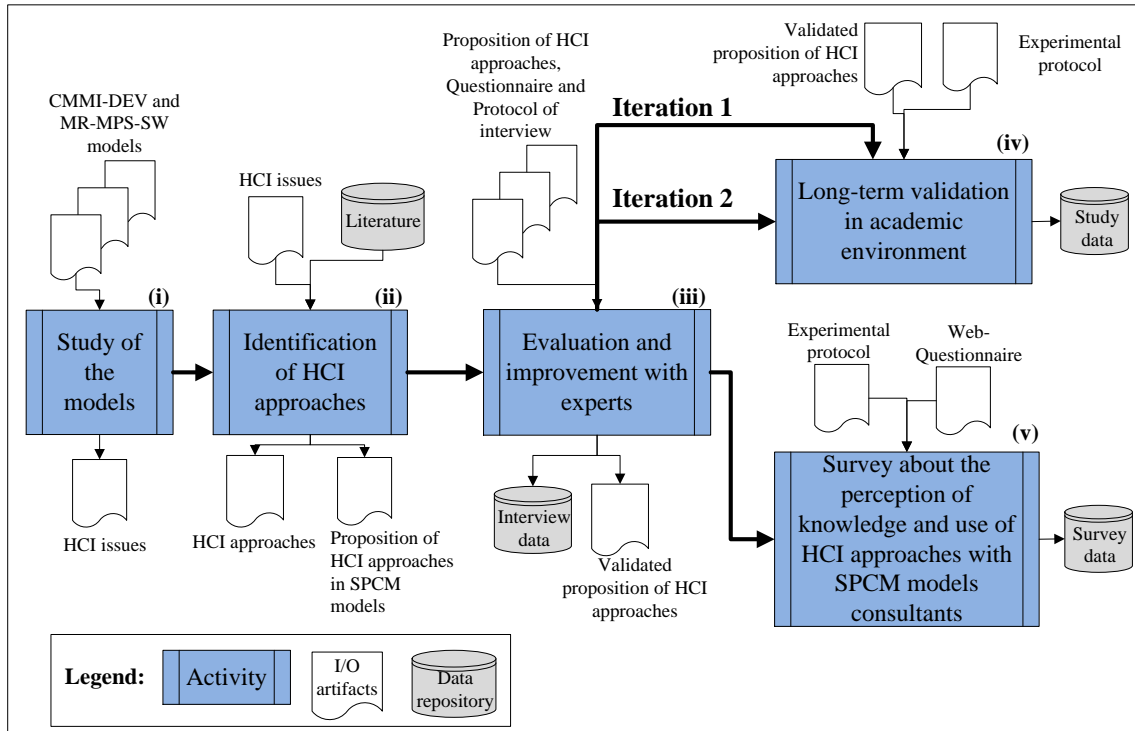 CMMI-DEV and
MR-MPS-SW
models
(i)
Study of
the
models
HCI issues
HCI issues
Literature
(ii)
Identification
of HCI
approaches
HCI approaches
Proposition of
HCI approaches
in SPCM
models
Proposition of HCI
approaches,
Questionnaire and
Protocol of
interview
(iii)
Evaluation and
improvement with
experts
Interview
data
Validated
proposition of HCI
approaches
Iteration 1
Iteration 2
Validated
proposition of HCI
approaches
Experimental
protocol
(iv)
Long-term validation
in academic
environment
Study
data
Experimental
protocol
Web-
Questionnaire
(v)
Survey about the
perception of
knowledge and use of
HCI approaches with
SPCM models
consultants
Survey
data
Legend:
Activity
I/O
artifacts
Data
repository